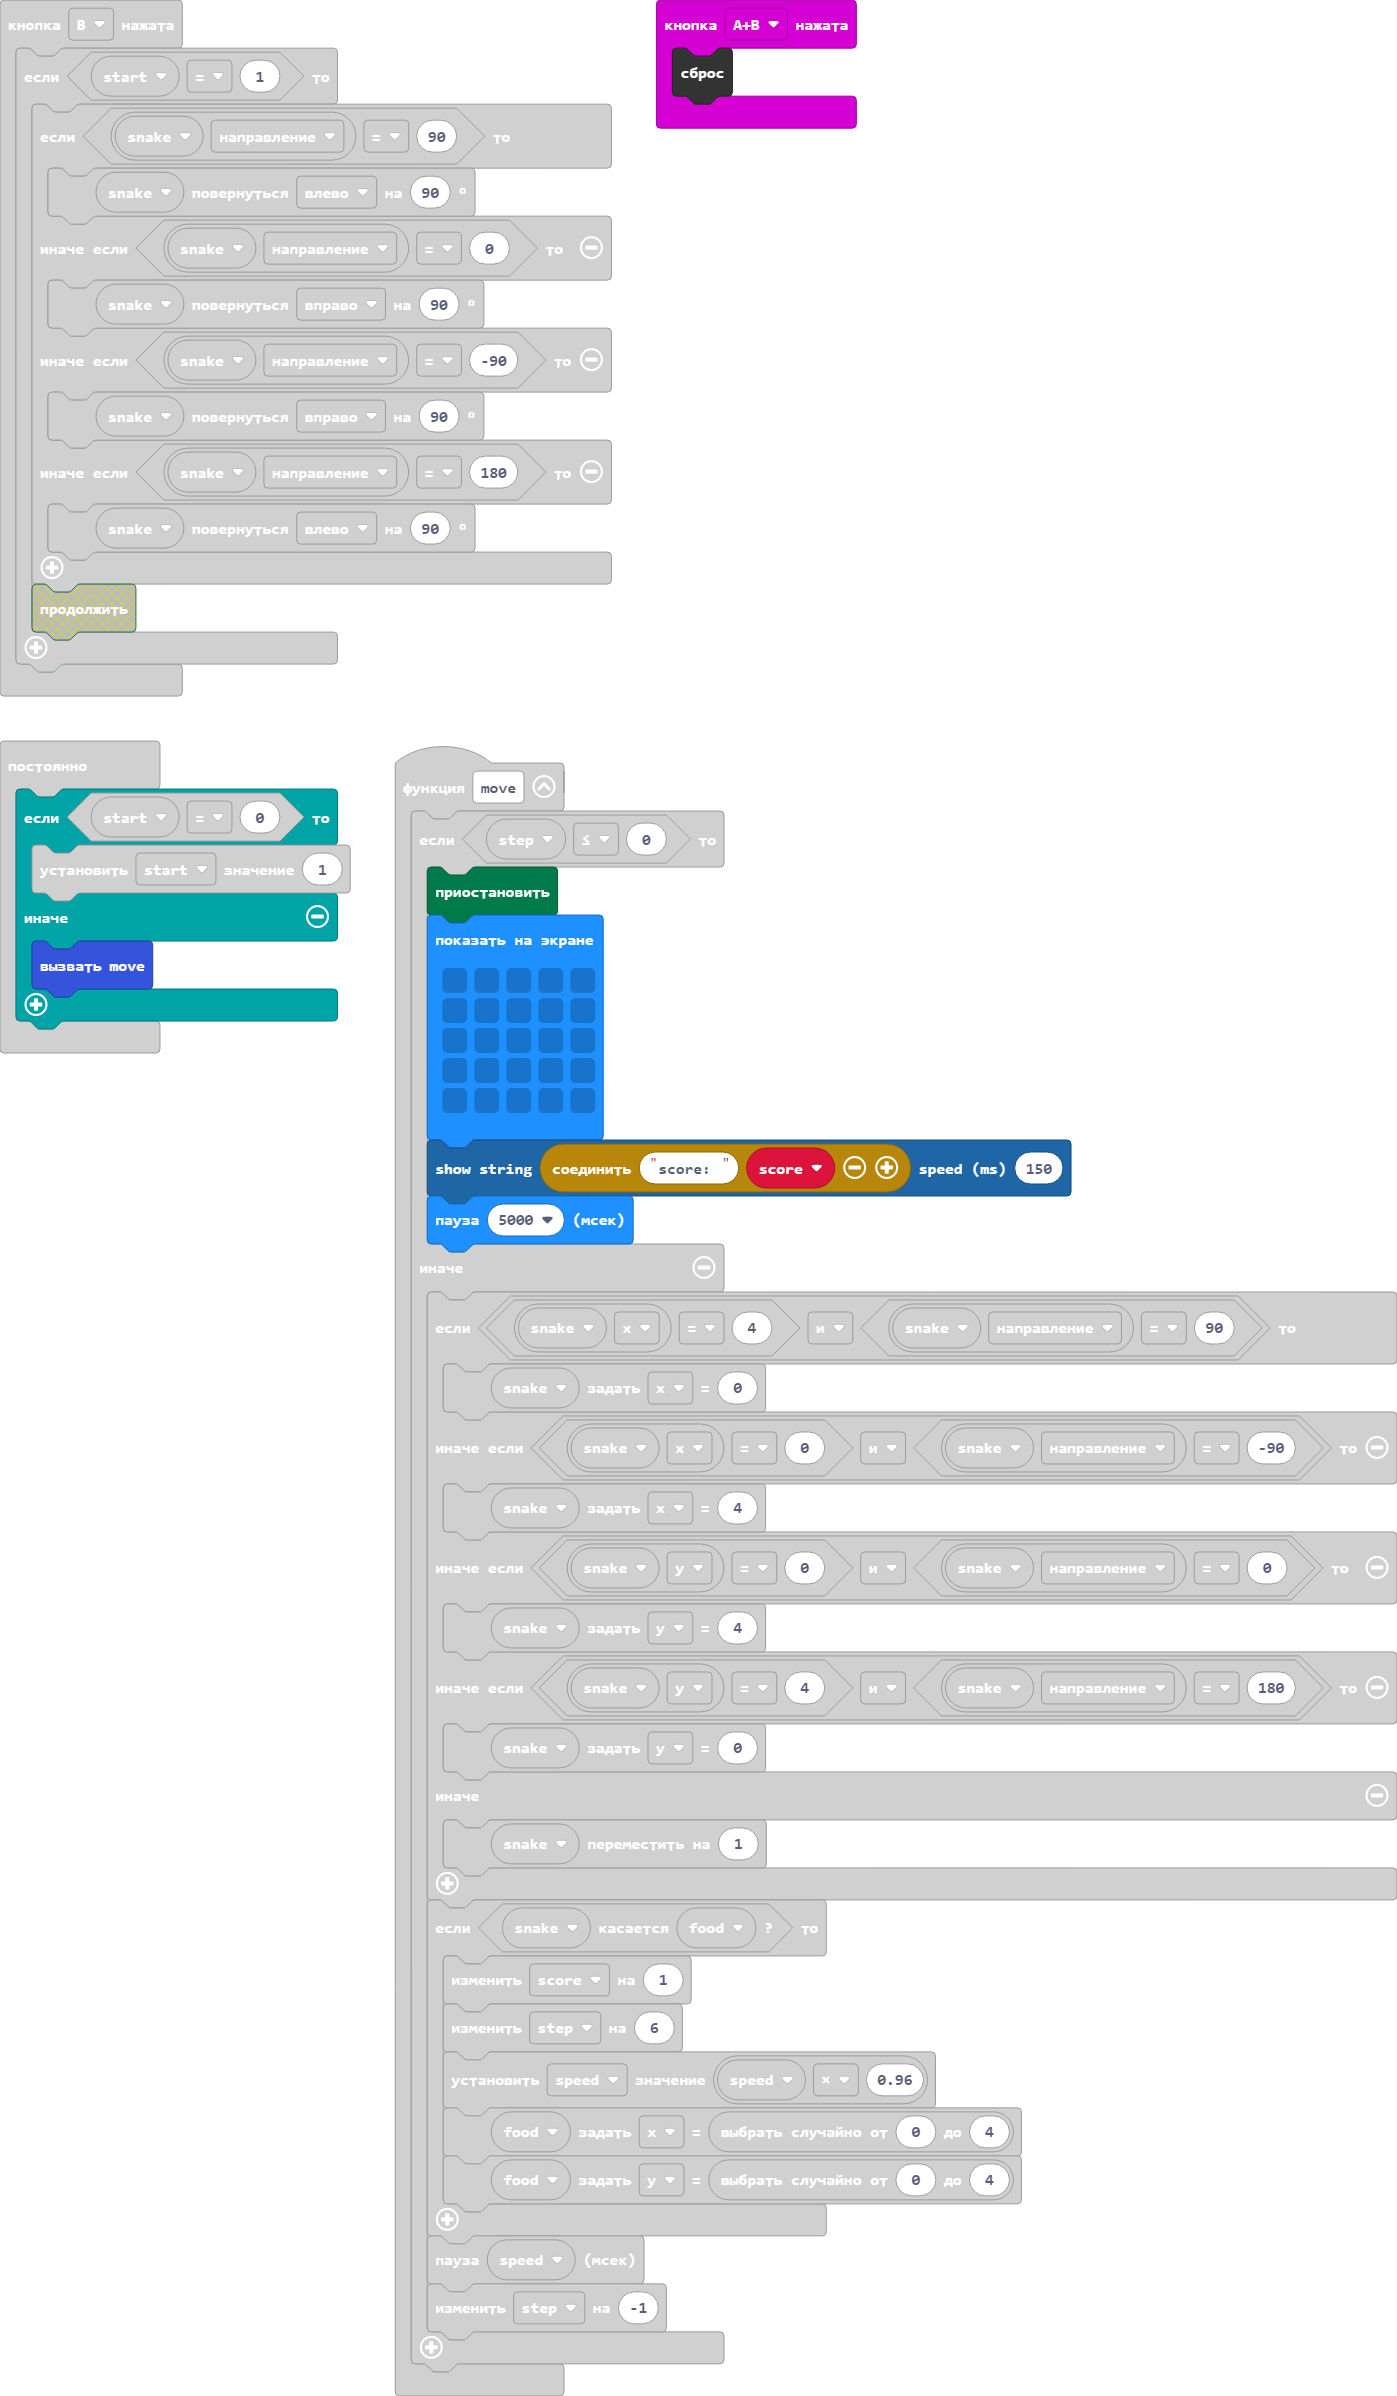 кнопка B нажата
если start = 1 то
если snake направление = 90 то
snake повернуться влево на 90 °
иначе если snake направление = 0 то
snake повернуться вправо на 90 °
иначе если snake направление = -90 то
snake повернуться вправо на 90 °
иначе если snake направление = 180 то
snake повернуться влево на 90 °
продолжить
кнопка A+B нажата
сброс
постоянно
если start = 0 то
установить start значение 1
иначе
вызвать move
функция move
если step ≤ 0 то
приостановить
показать на экране
show string соединить "score: " score speed (ms) 150
пауза 5000 (мсек)
иначе
если snake x = 4 и snake направление = 90 то
snake задать x = 0
иначе если snake x = 0 и snake направление = -90 то
snake задать x = 4
иначе если snake y = 0 и snake направление = 0 то
snake задать y = 4
иначе если snake y = 4 и snake направление = 180 то
snake задать y = 0
иначе
snake переместить на 1
если snake касается food ? то
изменить score на 1
изменить step на 6
установить speed значение speed × 0.96
food задать x = выбрать случайно от 0 до 4
food задать y = выбрать случайно от 0 до 4
пауза speed (мсек)
изменить step на -1